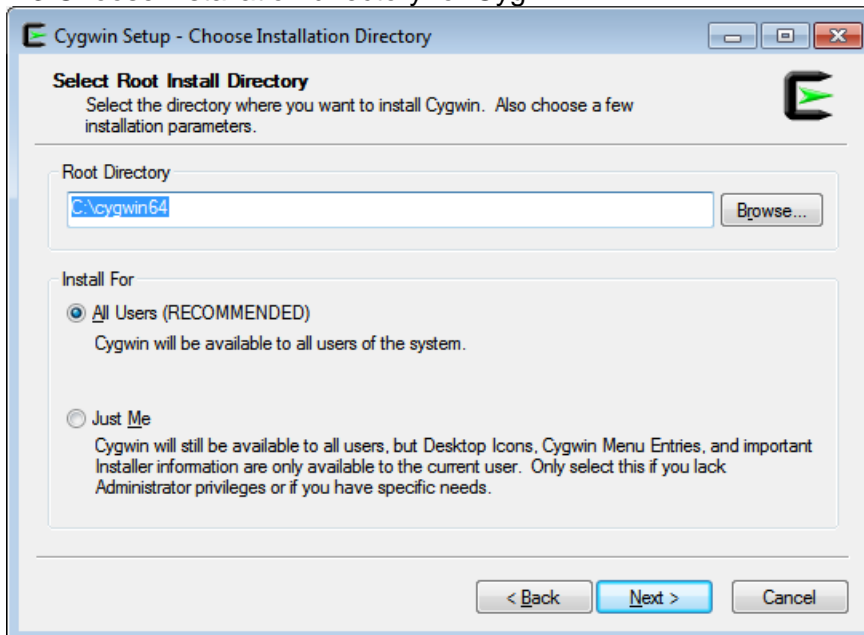 Cygwin Setup - Choose Installation Directory
Select Root Install Directory
Select the directory where you want to install Cygwin. Also choose a few
installation parameters.
Root Directory
C:\cygwin64
Browse...
Install For
All Users (RECOMMENDED)
Cygwin will be available to all users of the system.
Just Me
Cygwin will still be available to all users, but Desktop Icons, Cygwin Menu Entries, and important
Installer information are only available to the current user. Only select this if you lack
Administrator privileges or if you have specific needs.
< Back
Next >
Cancel